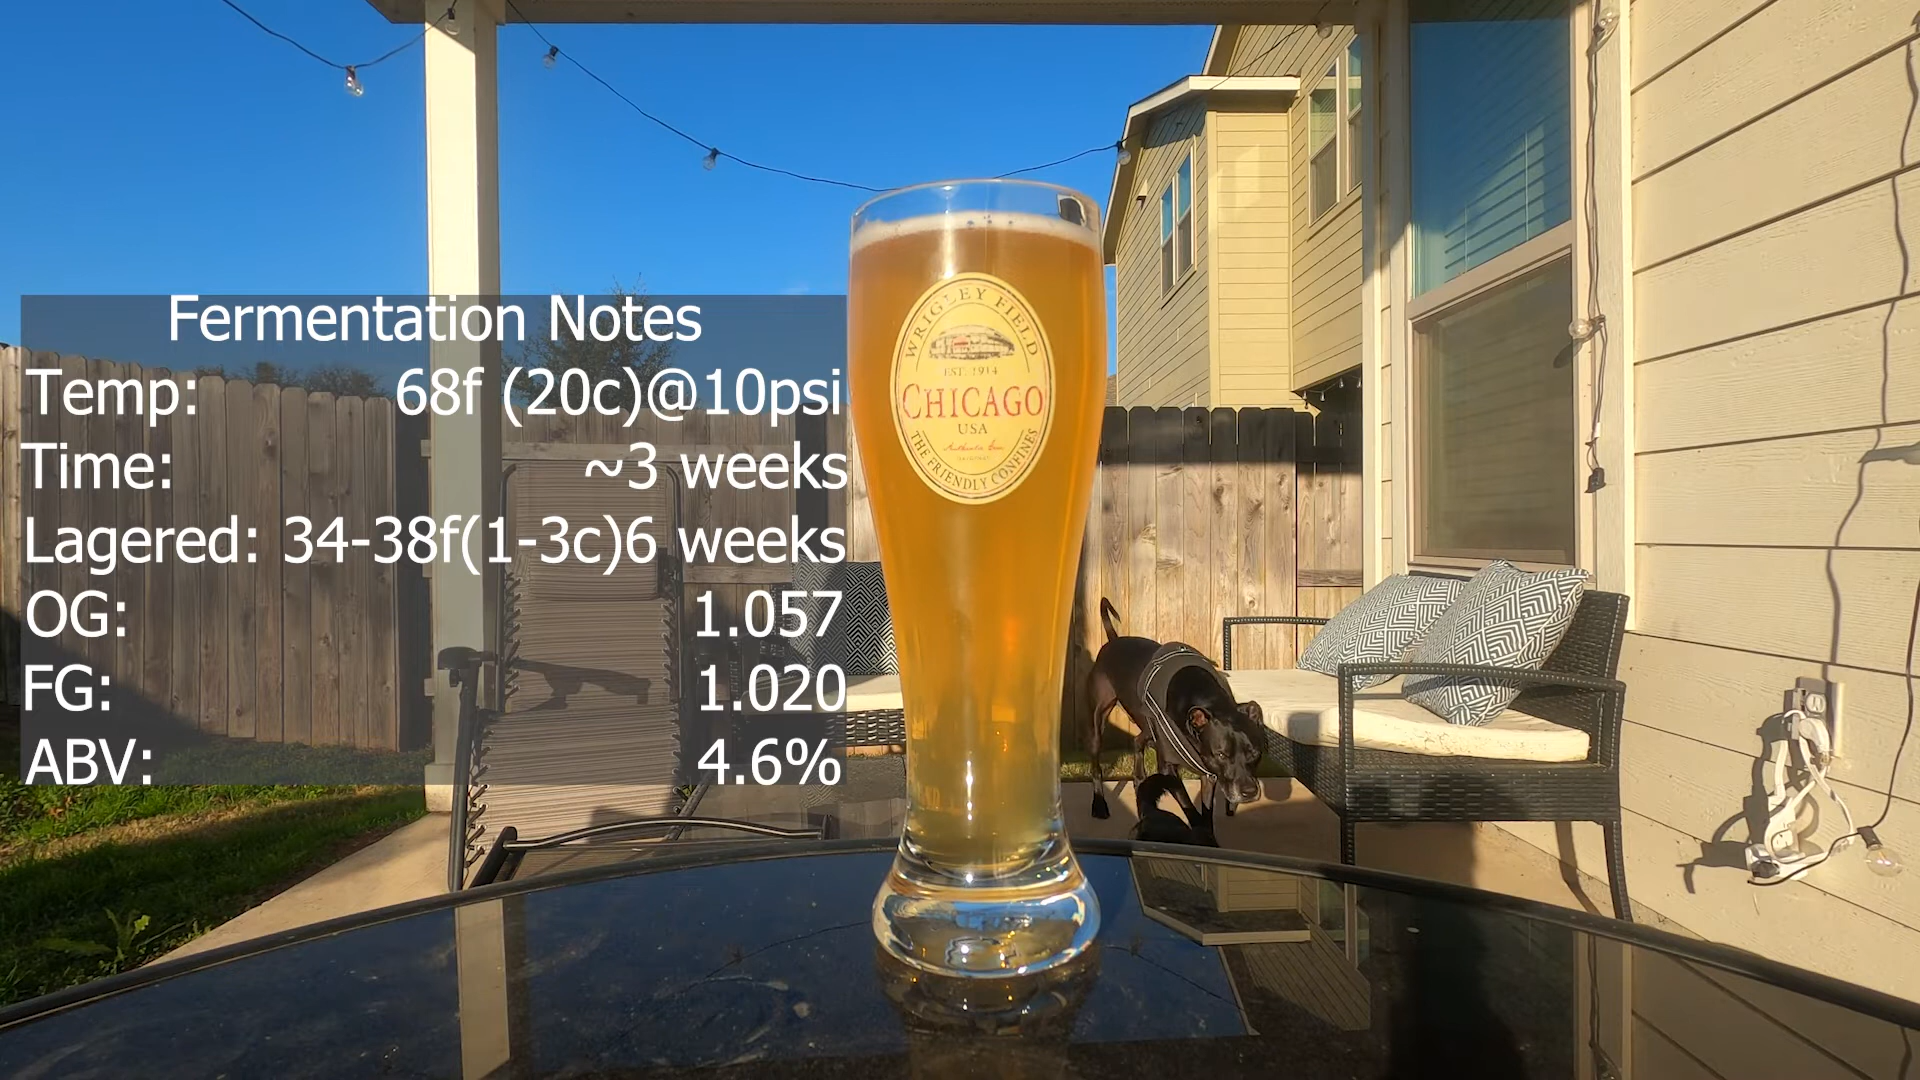 Fermentation Notes
Temp: 68f (20c)@10psi
Time: ~3 weeks
Lagered: 34-38f(1-3c)6 weeks
OG: 1.057
FG: 1.020
ABV: 4.6%
WRIGLEY FIELD
EST. 1914
CHICAGO
USA
THE FRIENDLY CONFINES